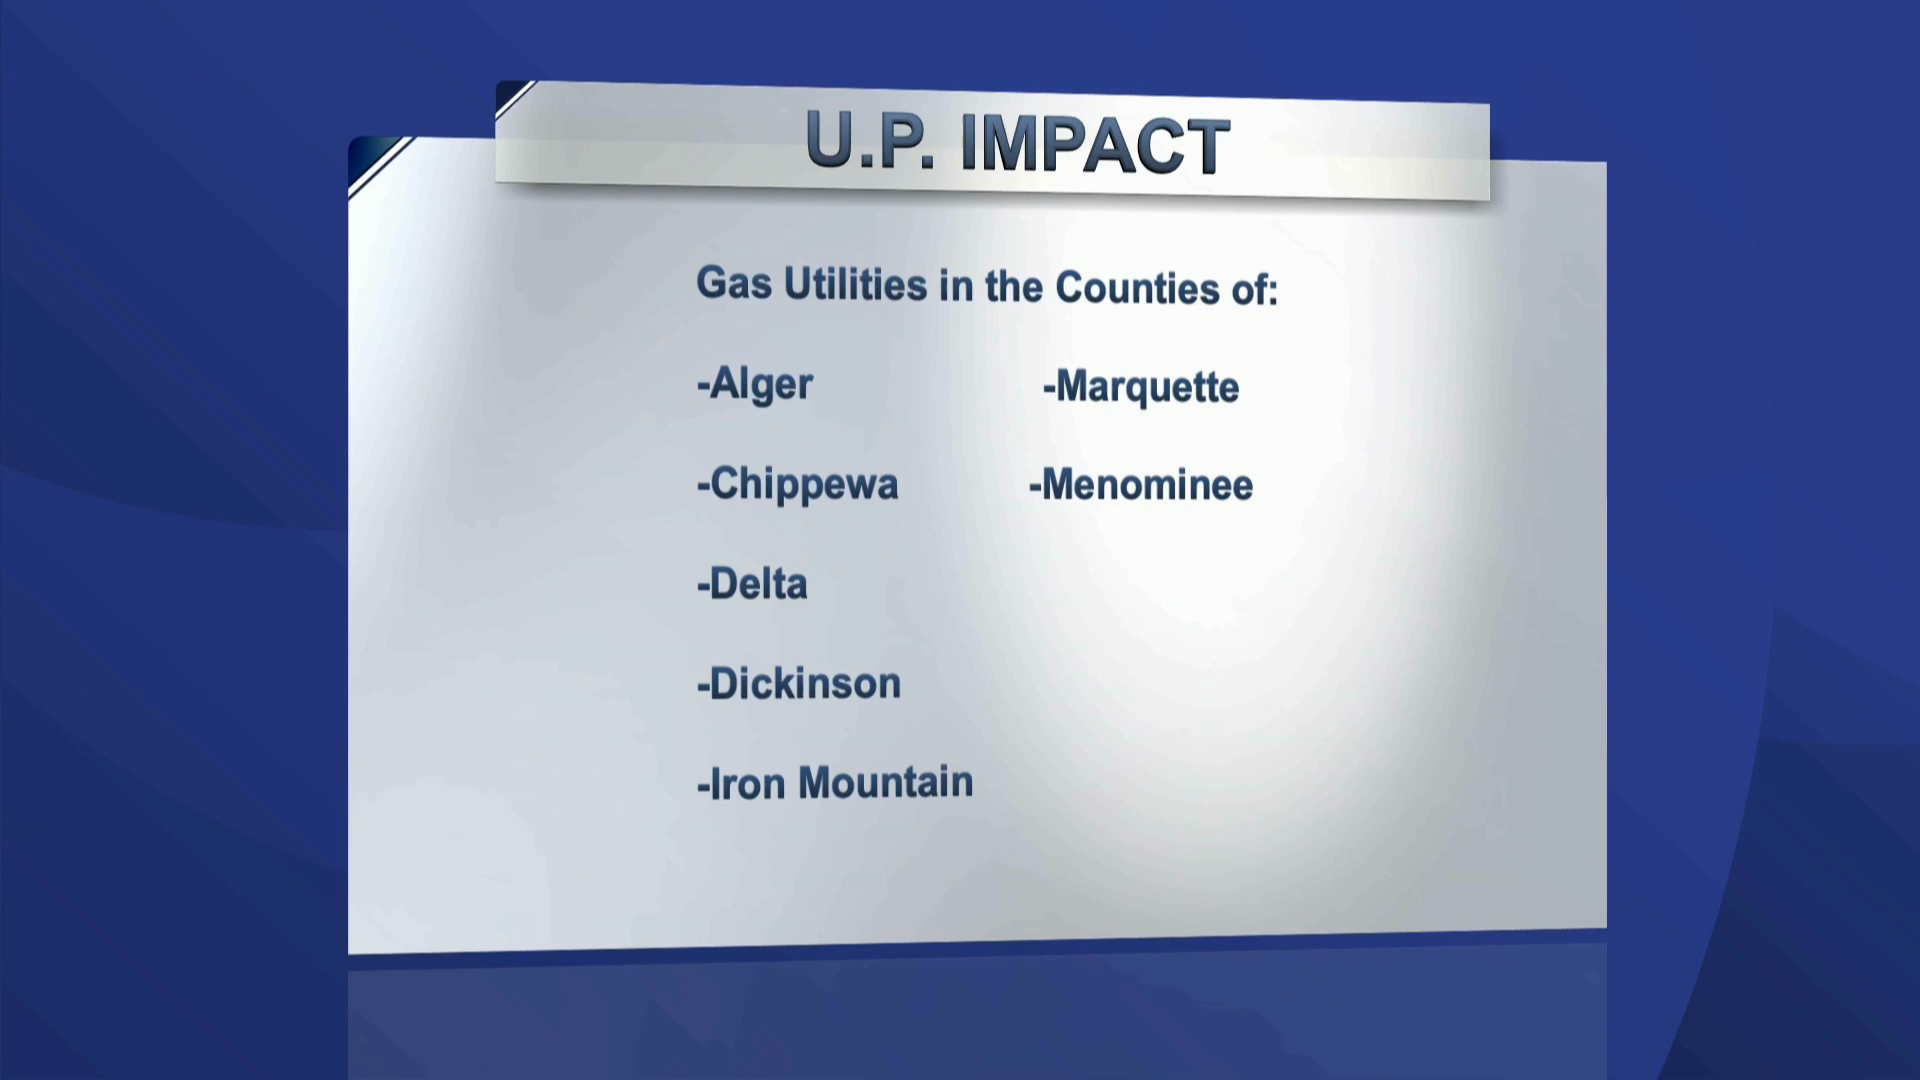 U.P. IMPACT
Gas Utilities in the Counties of:
-Alger
-Chippewa
-Delta
-Dickinson
-Iron Mountain
-Marquette
-Menominee